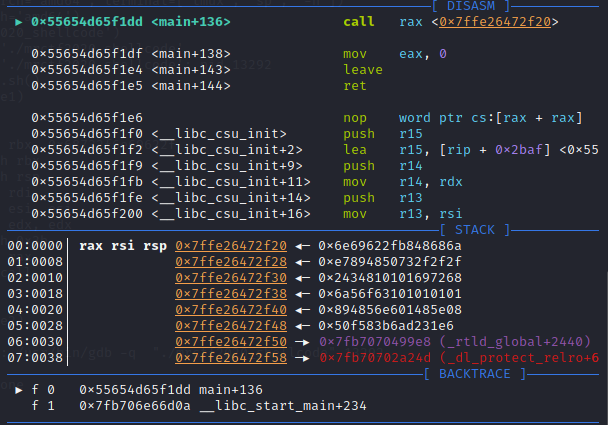 [ DISASM ]
► 0x55654d65f1dd <main+136> call rax <0x7ffe26472f20>
0x55654d65f1df <main+138> mov eax, 0
0x55654d65f1e4 <main+143> leave
0x55654d65f1e5 <main+144> ret
0x55654d65f1e6 nop word ptr cs:[rax + rax]
0x55654d65f1f0 <__libc_csu_init> push r15
0x55654d65f1f2 <__libc_csu_init+2> lea r15, [rip + 0x2baf] <0x55
0x55654d65f1f9 <__libc_csu_init+9> push r14
0x55654d65f1fb <__libc_csu_init+11> mov r14, rdx
0x55654d65f1fe <__libc_csu_init+14> push r13
0x55654d65f200 <__libc_csu_init+16> mov r13, rsi
[ STACK ]
00:0000│ rax rsi rsp 0x7ffe26472f20 ◄— 0x6e69622fb848686a
01:0008│ 0x7ffe26472f28 ◄— 0xe7894850732f2f2f
02:0010│ 0x7ffe26472f30 ◄— 0x2434810101697268
03:0018│ 0x7ffe26472f38 ◄— 0x6a56f63101010101
04:0020│ 0x7ffe26472f40 ◄— 0x894856e601485e08
05:0028│ 0x7ffe26472f48 ◄— 0x50f583b6ad231e6
06:0030│ 0x7ffe26472f50 —► 0x7fb7070499e8 (_rtld_global+2440)
07:0038│ 0x7ffe26472f58 —► 0x7fb70702a24d (_dl_protect_relro+6
[ BACKTRACE ]
► f 0 0x55654d65f1dd main+136
f 1 0x7fb706e66d0a __libc_start_main+234